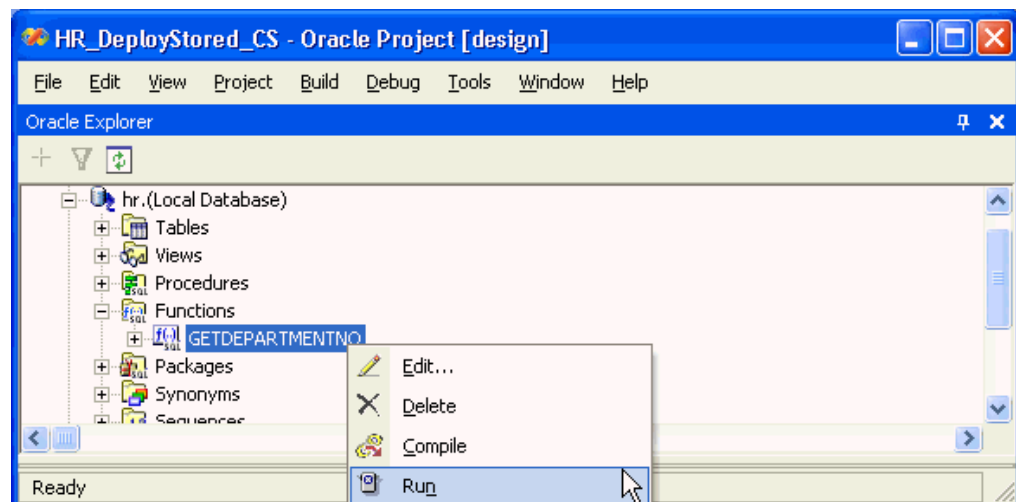 HR_DeployStored_CS - Oracle Project [design]
File Edit View Project Build Debug Tools Window Help
Oracle Explorer
hr.(Local Database)
Tables
Views
Procedures
Functions
GETDEPARTMENTNO
Packages
Edit...
Synonyms
Delete
Sequences
Compile
Ready
Run